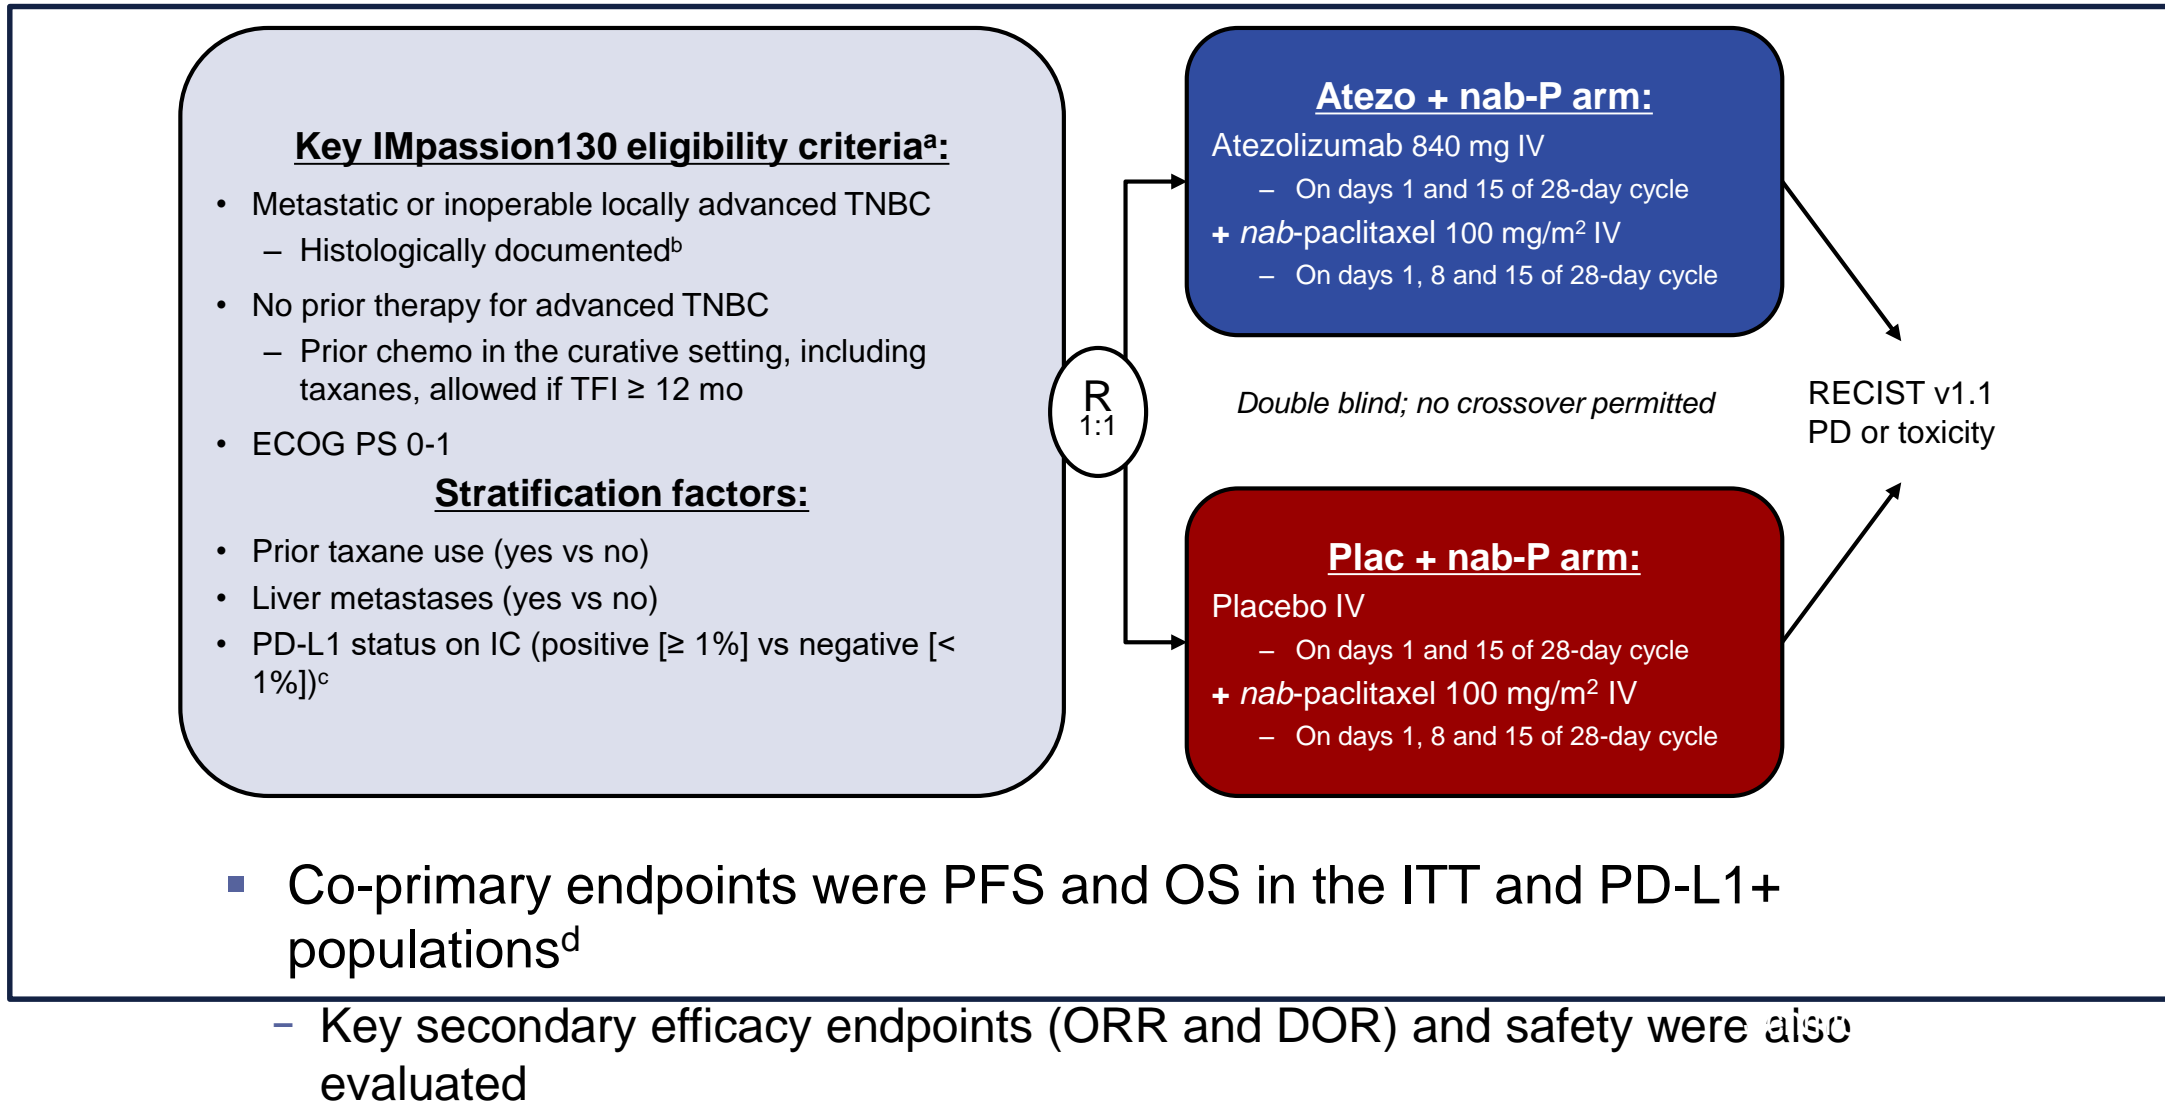 Key IMpassion130 eligibility criteriaᵃ:
• Metastatic or inoperable locally advanced TNBC
– Histologically documentedᵇ
• No prior therapy for advanced TNBC
– Prior chemo in the curative setting, including
taxanes, allowed if TFI ≥ 12 mo
• ECOG PS 0-1
Stratification factors:
• Prior taxane use (yes vs no)
• Liver metastases (yes vs no)
• PD-L1 status on IC (positive [≥ 1%] vs negative [<
1%])ᶜ
R
1:1
Atezo + nab-P arm:
Atezolizumab 840 mg IV
– On days 1 and 15 of 28-day cycle
+ nab-paclitaxel 100 mg/m² IV
– On days 1, 8 and 15 of 28-day cycle
Double blind; no crossover permitted
Plac + nab-P arm:
Placebo IV
– On days 1 and 15 of 28-day cycle
+ nab-paclitaxel 100 mg/m² IV
– On days 1, 8 and 15 of 28-day cycle
RECIST v1.1
PD or toxicity
▪ Co-primary endpoints were PFS and OS in the ITT and PD-L1+
populationsᵈ
– Key secondary efficacy endpoints (ORR and DOR) and safety were also
evaluated